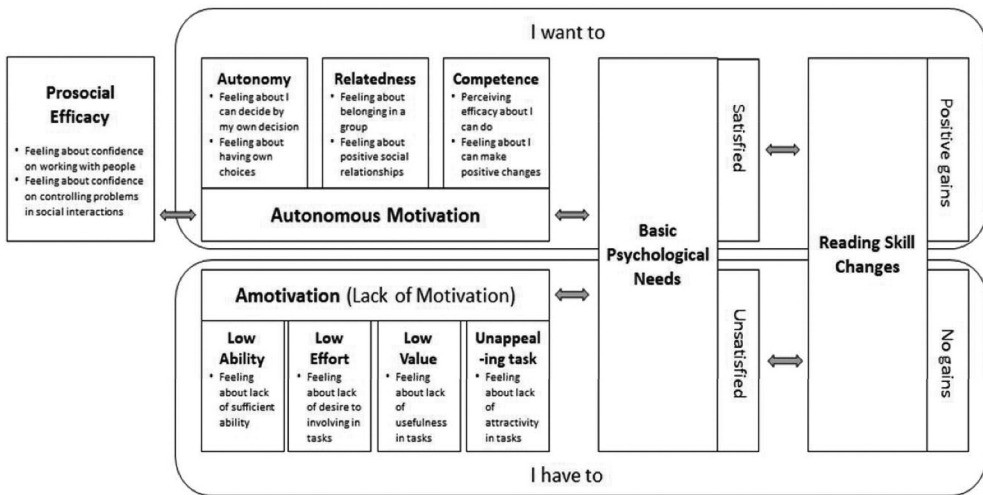 I want to
Prosocial
Efficacy
• Feeling about confidence
on working with people
• Feeling about confidence
on controlling problems
in social interactions
Autonomy
• Feeling about I
can decide by
my own decision
• Feeling about
having own
choices
Relatedness
• Feeling about
belonging in a
group
• Feeling about
positive social
relationships
Competence
• Perceiving
efficacy about I
can do
• Feeling about I
can make
positive changes
Autonomous Motivation
Basic
Psychological
Needs
Satisfied
Unsatisfied
Reading Skill
Changes
Positive gains
No gains
Amotivation (Lack of Motivation)
Low
Ability
• Feeling
about lack
of sufficient
ability
Low
Effort
• Feeling
about lack
of desire to
involving in
tasks
Low
Value
• Feeling
about lack
of
usefulness
in tasks
Unappeal
-ing task
• Feeling
about lack
of
attractivity
in tasks
I have to